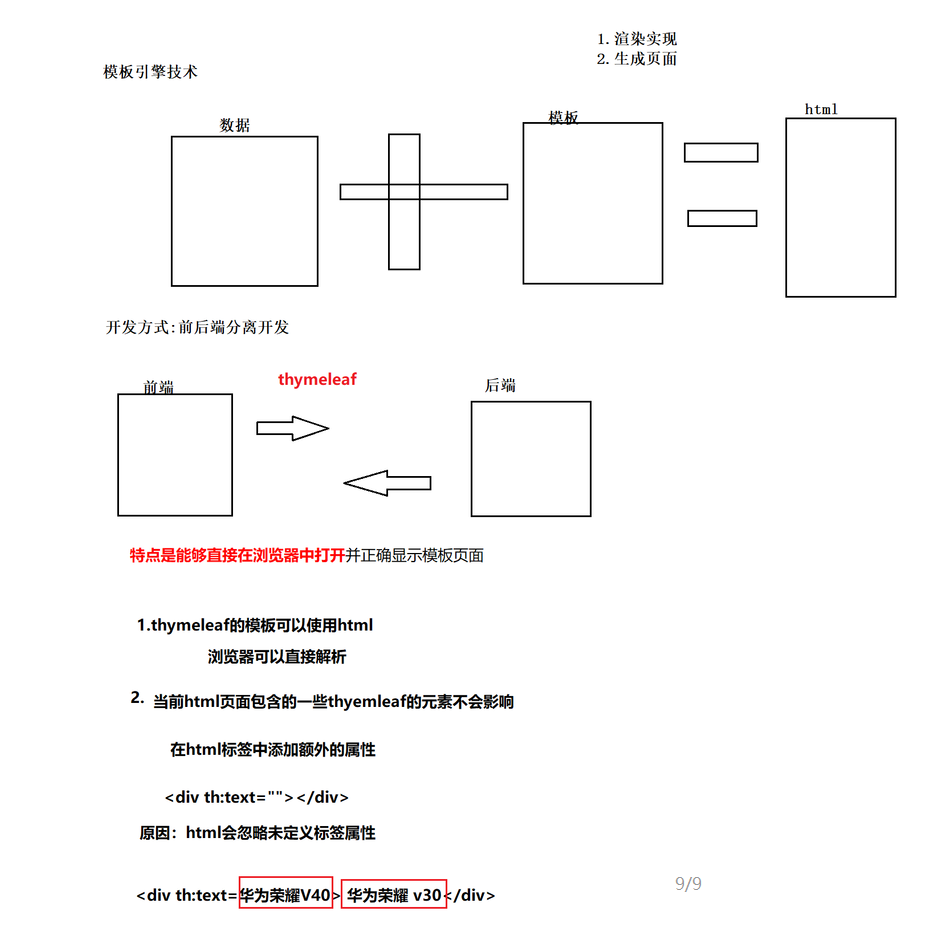 1.渲染实现
2.生成页面
模板引擎技术
数据
模板
html
开发方式:前后端分离开发
前端
thymeleaf
后端
特点是能够直接在浏览器中打开并正确显示模板页面
1.thymeleaf的模板可以使用html
浏览器可以直接解析
2. 当前html页面包含的一些thyemleaf的元素不会影响
在html标签中添加额外的属性
<div th:text=""></div>
原因：html会忽略未定义标签属性
<div th:text=华为荣耀V40> 华为荣耀 v30</div>
9/9